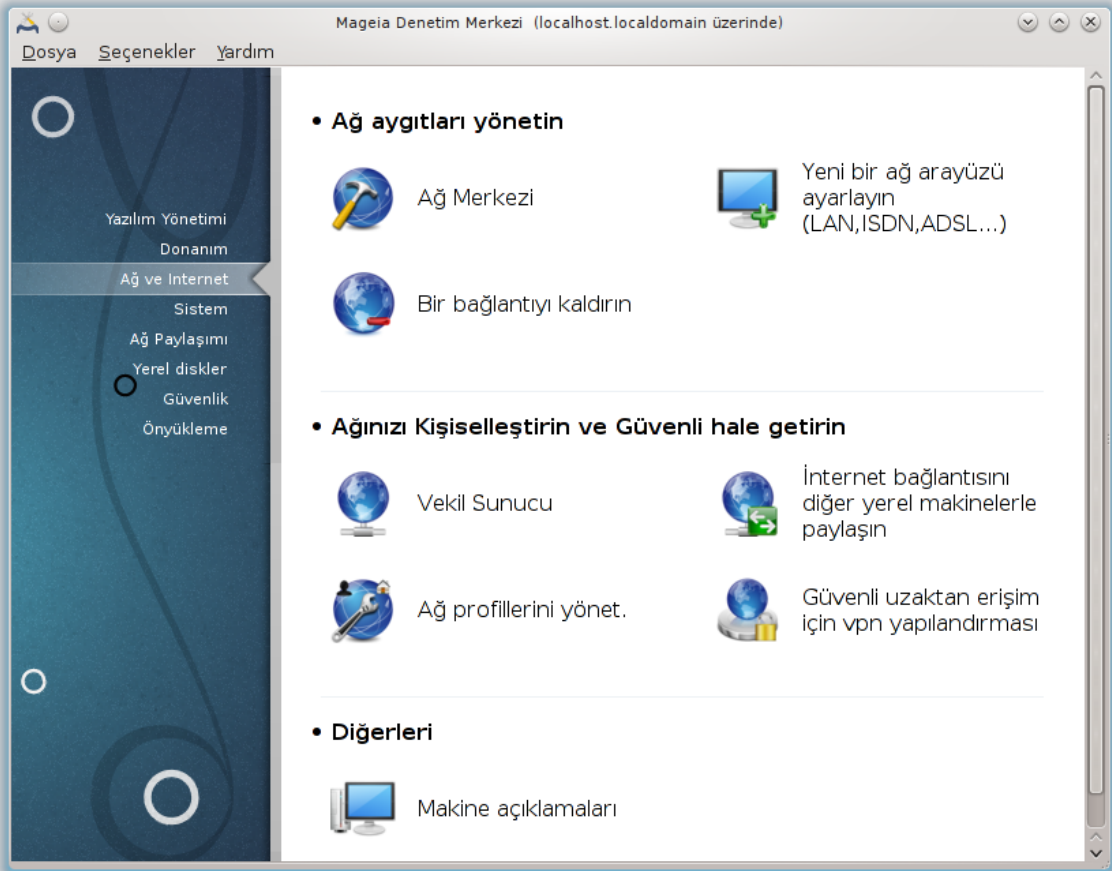 Mageia Denetim Merkezi (localhost.localdomain üzerinde)
Dosya Seçenekler Yardım
Yazılım Yönetimi
Donanım
Ağ ve Internet
Sistem
Ağ Paylaşımı
Yerel diskler
Güvenlik
Önyükleme
• Ağ aygıtları yönetin
Ağ Merkezi
Yeni bir ağ arayüzü
ayarlayın
(LAN,ISDN,ADSL...)
Bir bağlantıyı kaldırın
• Ağınızı Kişiselleştirin ve Güvenli hale getirin
Vekil Sunucu
İnternet bağlantısını
diğer yerel makinelerle
paylaşın
Ağ profillerini yönet.
Güvenli uzaktan erişim
için vpn yapılandırması
• Diğerleri
Makine açıklamaları